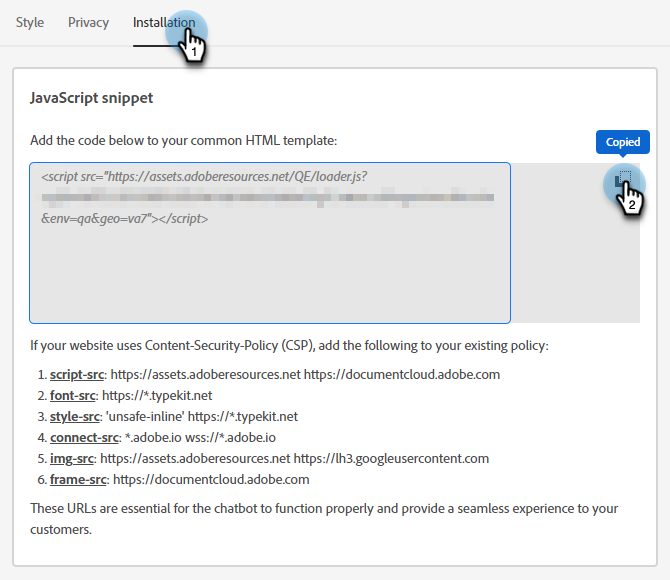 Style Privacy Installation
1
JavaScript snippet
Add the code below to your common HTML template:
Copied
<script src="https://assets.adoberesources.net/QE/loader.js?
&env=qa&geo=va7"></script>
2
If your website uses Content-Security-Policy (CSP), add the following to your existing policy:
1. script-src: https://assets.adoberesources.net https://documentcloud.adobe.com
2. font-src: https://*.typekit.net
3. style-src: 'unsafe-inline' https://*.typekit.net
4. connect-src: *.adobe.io wss://*.adobe.io
5. img-src: https://assets.adoberesources.net https://lh3.googleusercontent.com
6. frame-src: https://documentcloud.adobe.com
These URLs are essential for the chatbot to function properly and provide a seamless experience to your
customers.